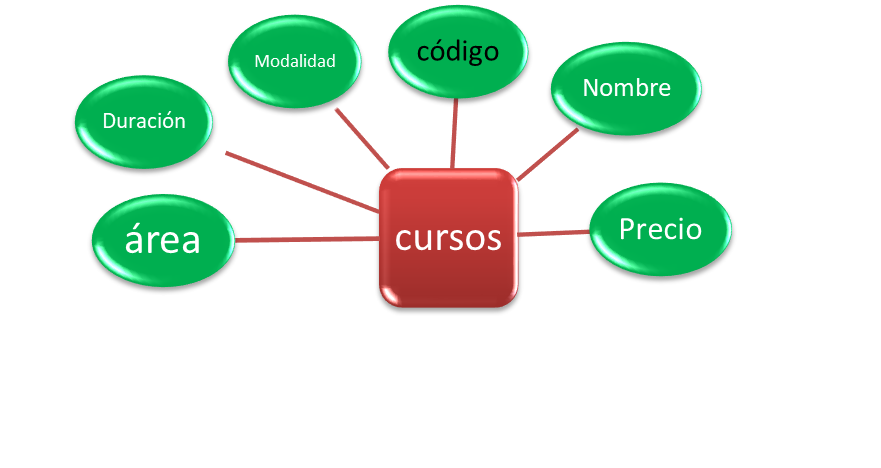 código
Modalidad
Nombre
Duración
Precio
área
cursos